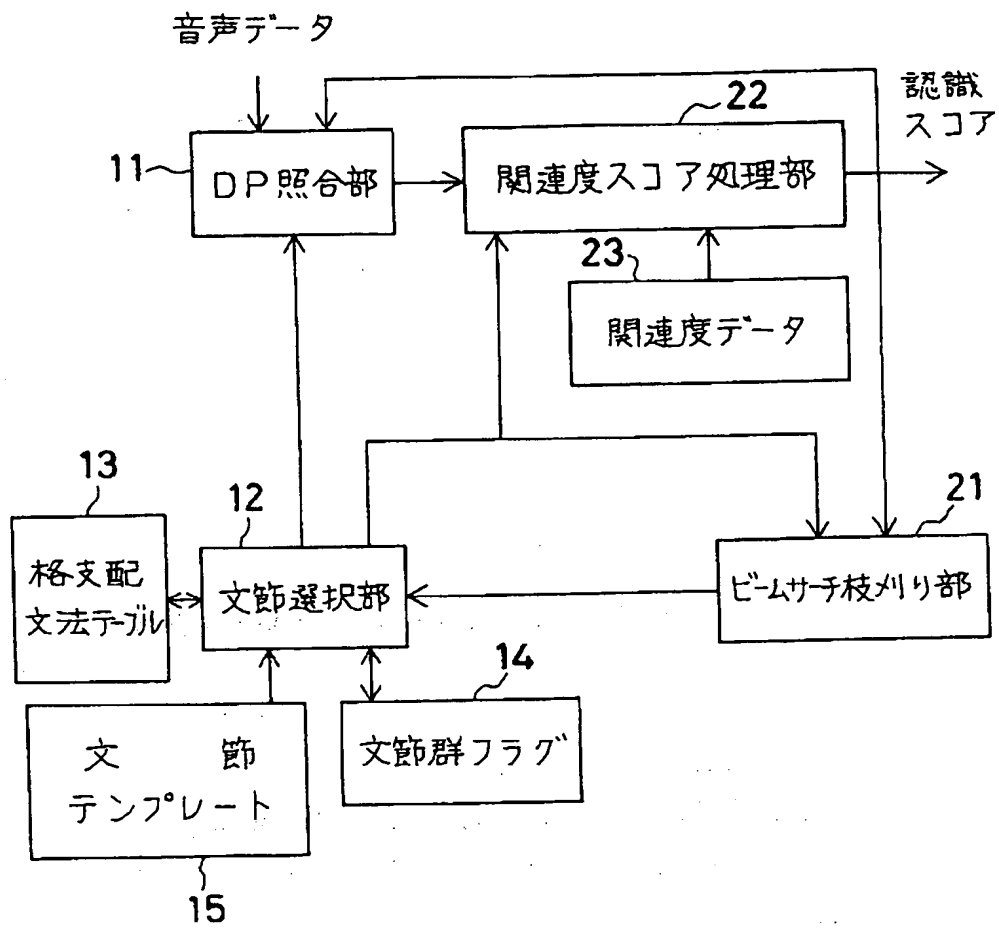 音声データ
認識
スコア
22
11
DP照合部
関連度スコア処理部
23
関連度データ
13
12
21
格支配
文法テーブル
文節選択部
ビームサーチ枝刈り部
14
文節
テンプレート
文節群フラグ
15